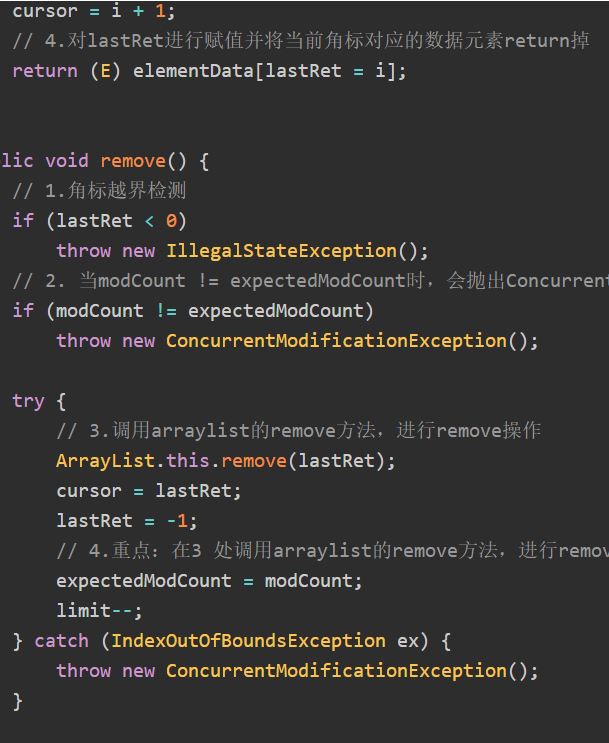 cursor = i + 1;
// 4.对lastRet进行赋值并将当前角标对应的数据元素return掉
return (E) elementData[lastRet = i];
lic void remove() {
// 1.角标越界检测
if (lastRet < 0)
throw new IllegalStateException();
// 2. 当modCount != expectedModCount时，会抛出Concurrent
if (modCount != expectedModCount)
throw new ConcurrentModificationException();
try {
// 3.调用arraylist的remove方法，进行remove操作
ArrayList.this.remove(lastRet);
cursor = lastRet;
lastRet = -1;
// 4.重点：在3 处调用arraylist的remove方法，进行remov
expectedModCount = modCount;
limit--;
} catch (IndexOutOfBoundsException ex) {
throw new ConcurrentModificationException();
}